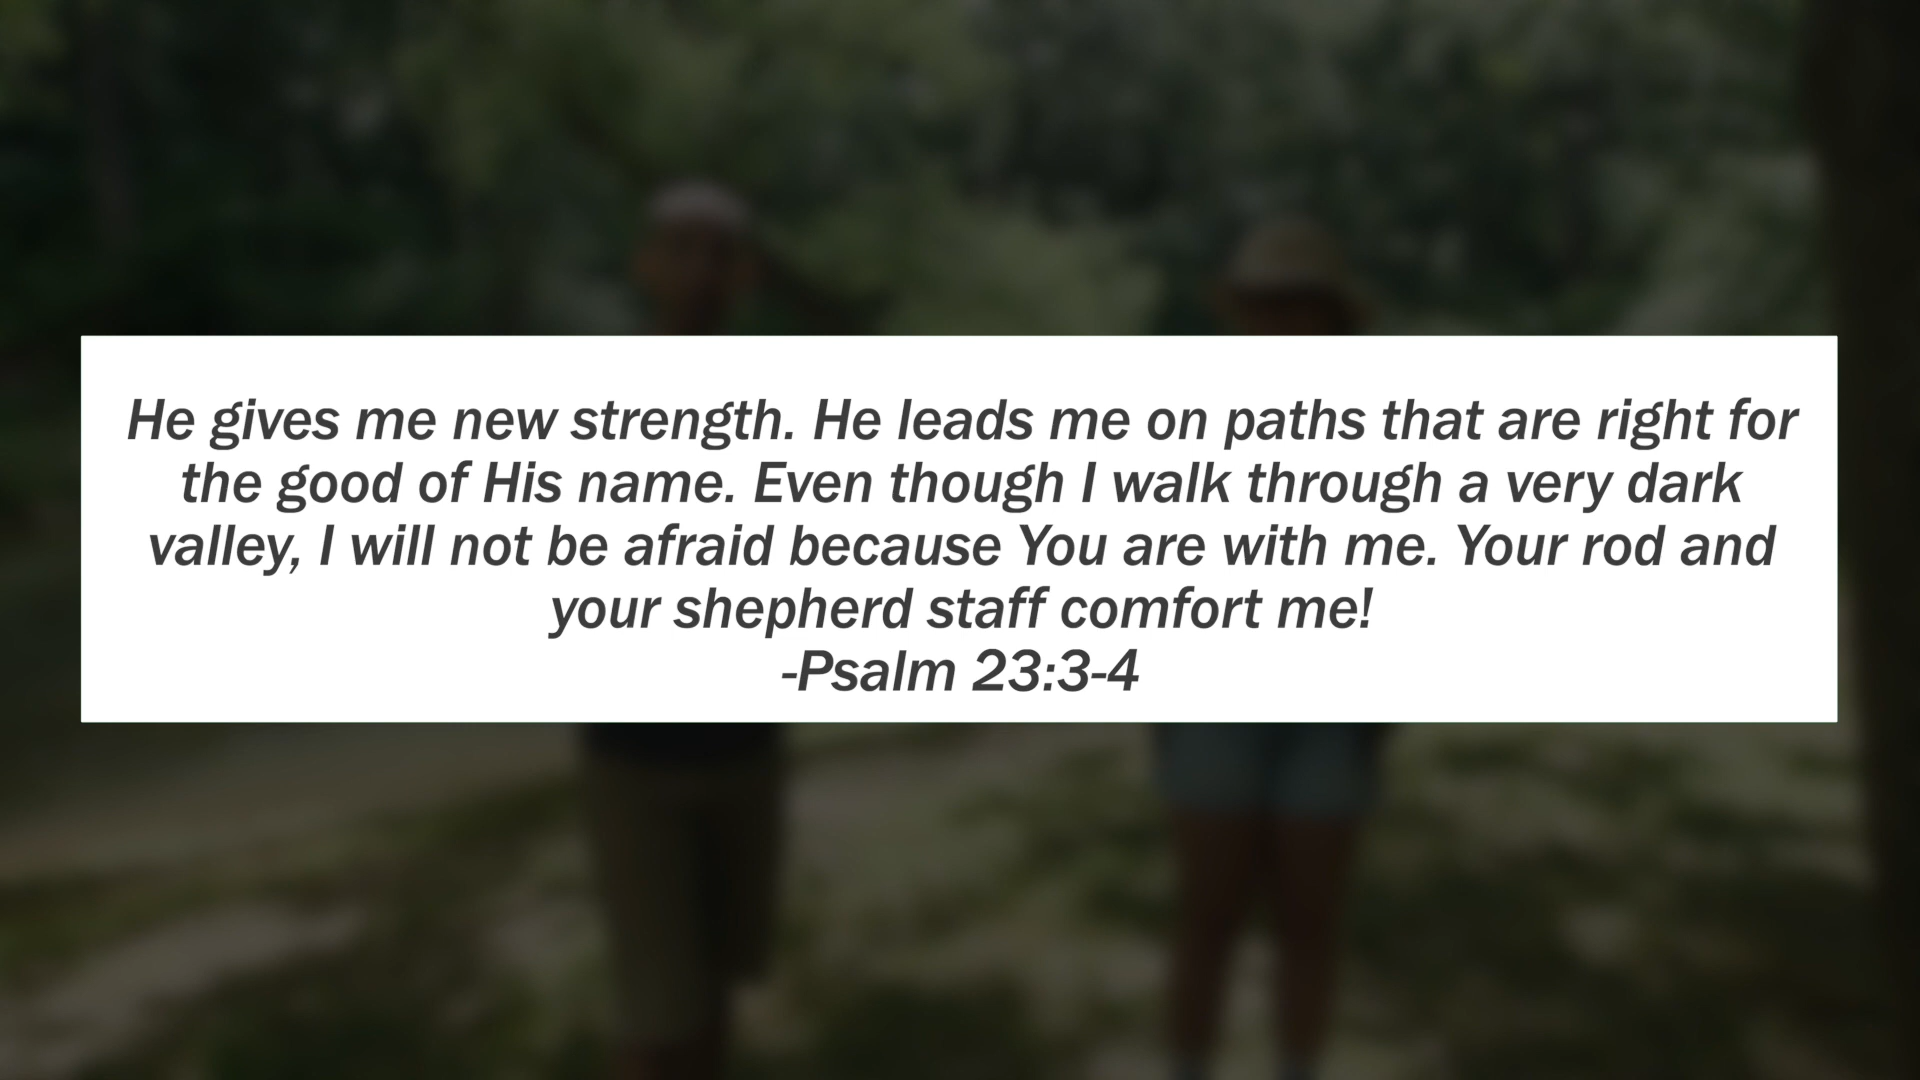 He gives me new strength. He leads me on paths that are right for
the good of His name. Even though I walk through a very dark
valley, I will not be afraid because You are with me. Your rod and
your shepherd staff comfort me!
-Psalm 23:3-4